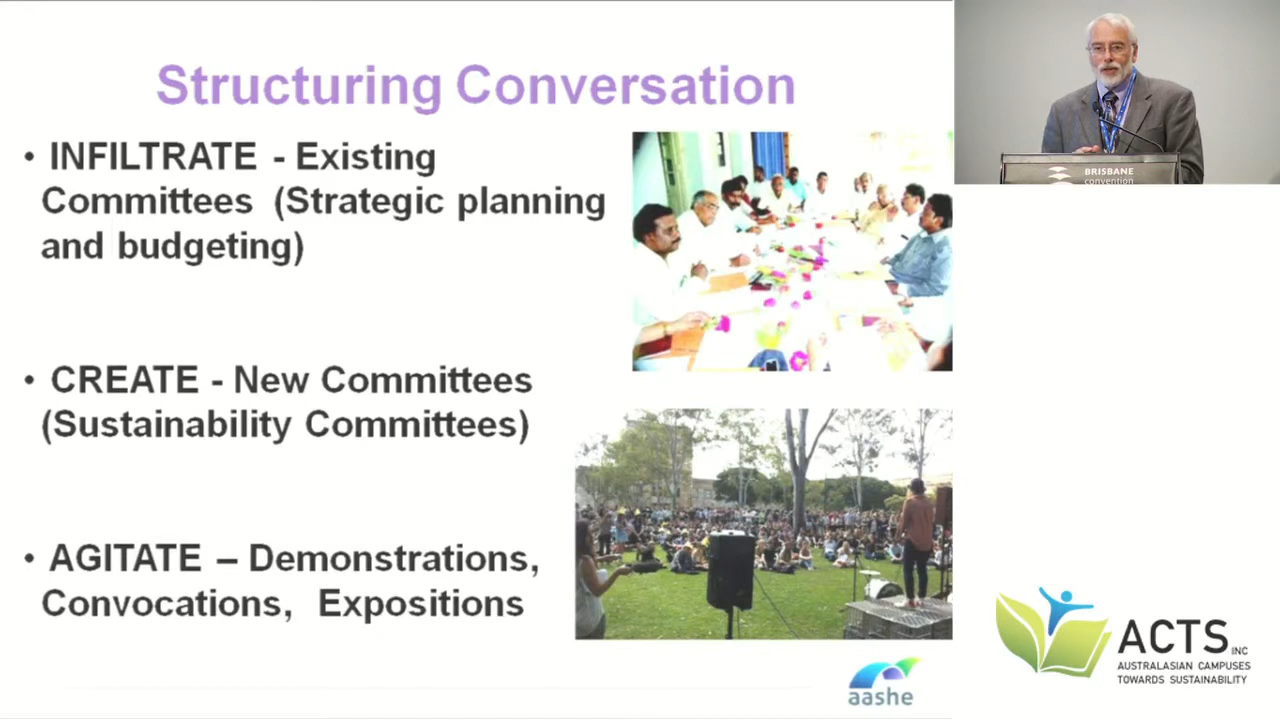 Structuring Conversation
• INFILTRATE - Existing
Committees (Strategic planning
and budgeting)
• CREATE - New Committees
(Sustainability Committees)
• AGITATE – Demonstrations,
Convocations, Expositions
aashe
BRISBANE
convention
ACTS INC
AUSTRALASIAN CAMPUSES
TOWARDS SUSTAINABILITY